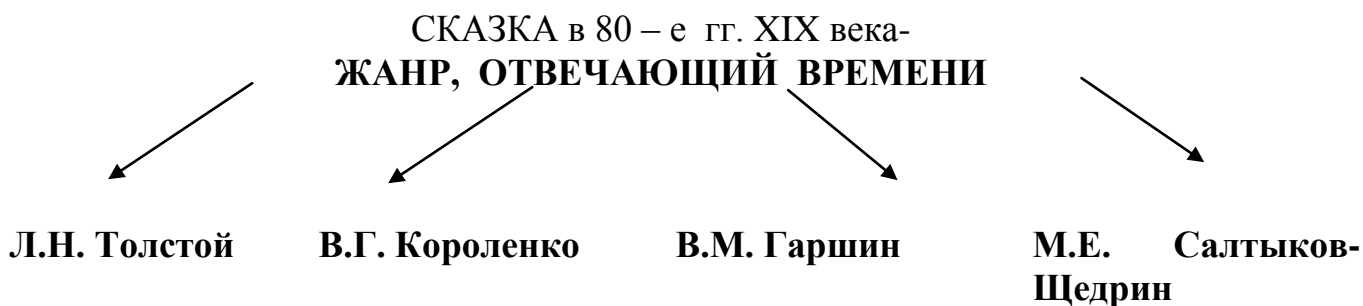 СКАЗКА в 80 – е гг. XIX века-
ЖАНР, ОТВЕЧАЮЩИЙ ВРЕМЕНИ
Л.Н. Толстой В.Г. Короленко В.М. Гаршин М.Е. Салтыков-
Щедрин